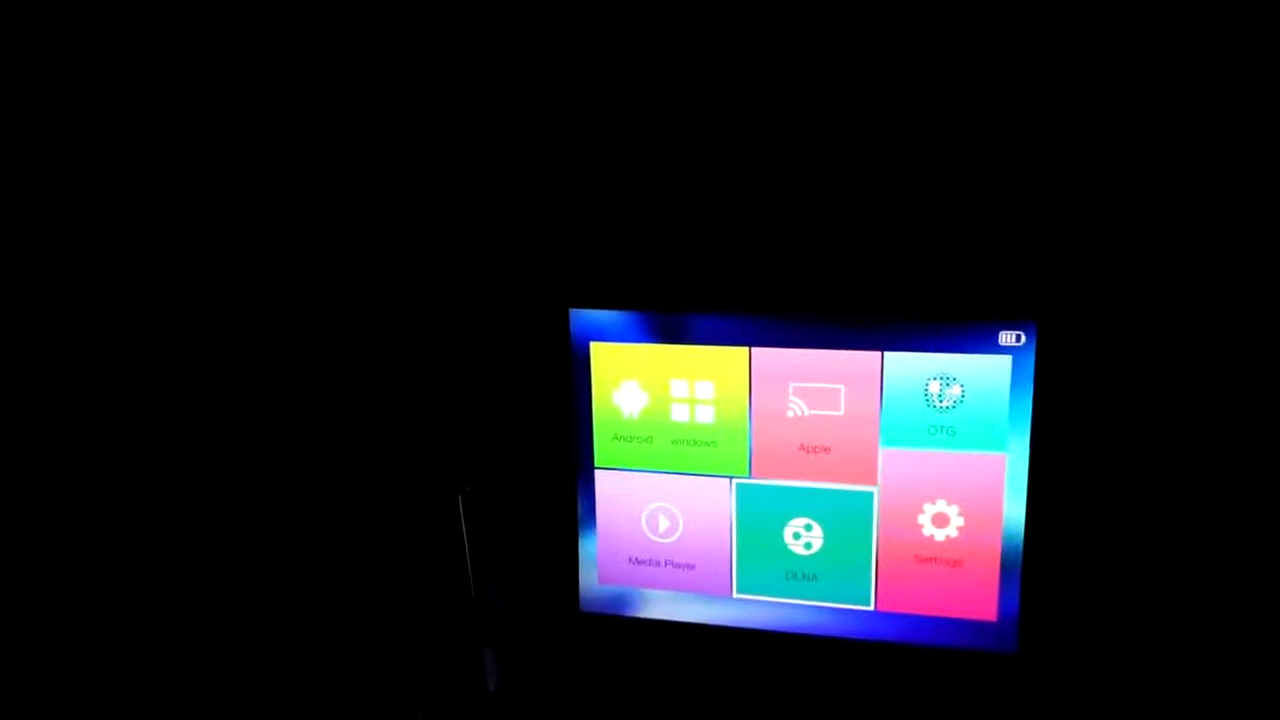 Android windows
Apple
OTG
Media Player
DLNA
Settings